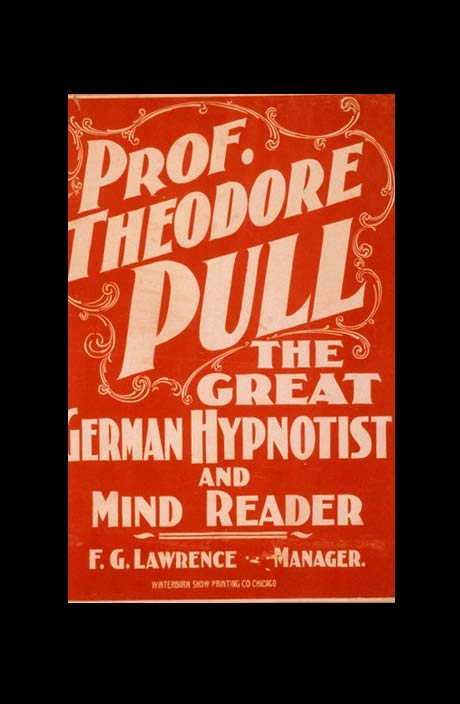 PROF.
THEODORE
PULL
THE
GREAT
GERMAN HYPNOTIST
AND
MIND READER
F. G. LAWRENCE - MANAGER.
WINTERBURN SHOW PRINTING CO CHICAGO